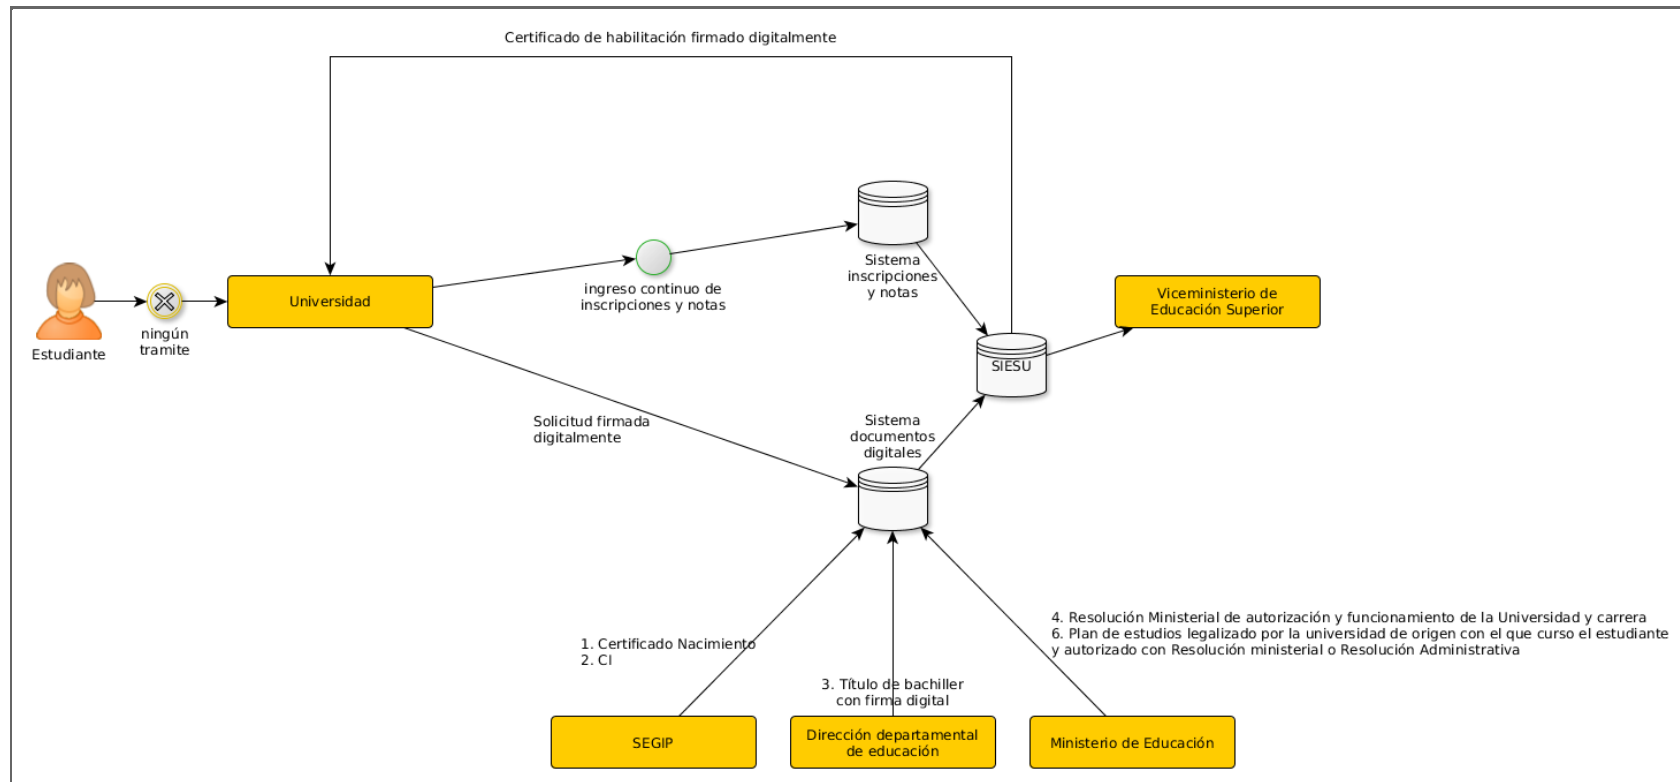 Certificado de habilitación firmado digitalmente
Sistema
inscripciones
y notas
ingreso continuo de
inscripciones y notas
Universidad
ningún
tramite
Estudiante
Viceministerio de
Educación Superior
SIESU
Solicitud firmada
digitalmente
Sistema
documentos
digitales
1. Certificado Nacimiento
2. CI
3. Título de bachiller
con firma digital
4. Resolución Ministerial de autorización y funcionamiento de la Universidad y carrera
6. Plan de estudios legalizado por la universidad de origen con el que curso el estudiante
y autorizado con Resolución ministerial o Resolución Administrativa
SEGIP
Dirección departamental
de educación
Ministerio de Educación